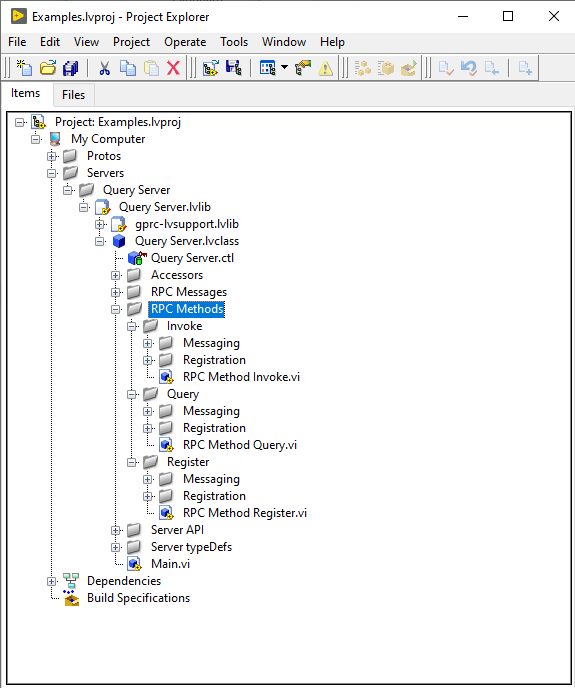 Examples.lvproj - Project Explorer
File Edit View Project Operate Tools Window Help
Items Files
Project: Examples.lvproj
My Computer
Protos
Servers
Query Server
Query Server.lvlib
gprc-lvsupport.lvlib
Query Server.lvclass
Query Server.ctl
Accessors
RPC Messages
RPC Methods
Invoke
Messaging
Registration
RPC Method Invoke.vi
Query
Messaging
Registration
RPC Method Query.vi
Register
Messaging
Registration
RPC Method Register.vi
Server API
Server typeDefs
Main.vi
Dependencies
Build Specifications